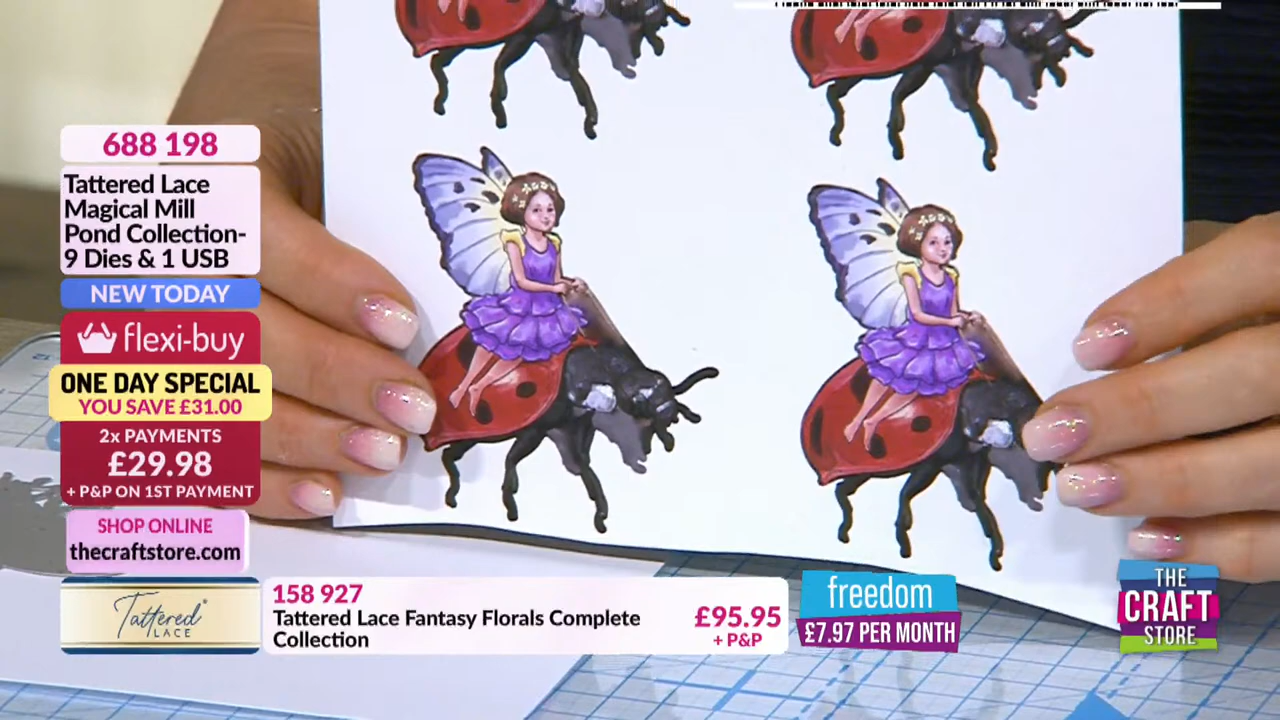 688 198
Tattered Lace
Magical Mill
Pond Collection-
9 Dies & 1 USB
NEW TODAY
flexi-buy
ONE DAY SPECIAL
YOU SAVE £31.00
2x PAYMENTS
£29.98
+ P&P ON 1ST PAYMENT
SHOP ONLINE
thecraftstore.com
Tattered®
LACE
158 927
Tattered Lace Fantasy Florals Complete
Collection
£95.95
+ P&P
freedom
£7.97 PER MONTH
THE
CRAFT
STORE